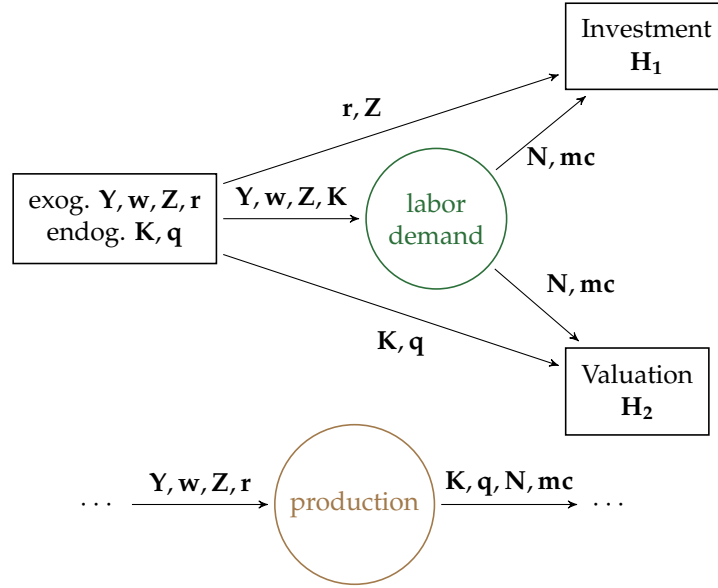 Investment
H₁
r, Z
N, mc
exog. Y, w, Z, r
endog. K, q
Y, w, Z, K
labor
demand
N, mc
K, q
Valuation
H₂
Y, w, Z, r
K, q, N, mc
· · ·
production
· · ·